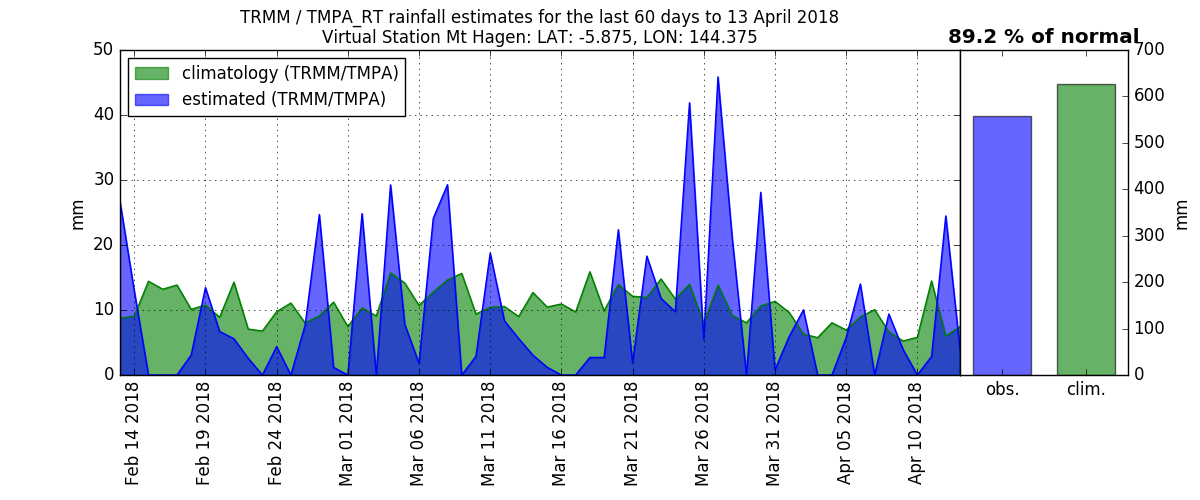 TRMM / TMPA_RT rainfall estimates for the last 60 days to 13 April 2018
Virtual Station Mt Hagen: LAT: -5.875, LON: 144.375
89.2 % of normal
climatology (TRMM/TMPA)
estimated (TRMM/TMPA)
mm
50
40
30
20
10
0
Feb 14 2018
Feb 19 2018
Feb 24 2018
Mar 01 2018
Mar 06 2018
Mar 11 2018
Mar 16 2018
Mar 21 2018
Mar 26 2018
Mar 31 2018
Apr 05 2018
Apr 10 2018
700
600
500
400
300
200
100
0
mm
obs.
clim.